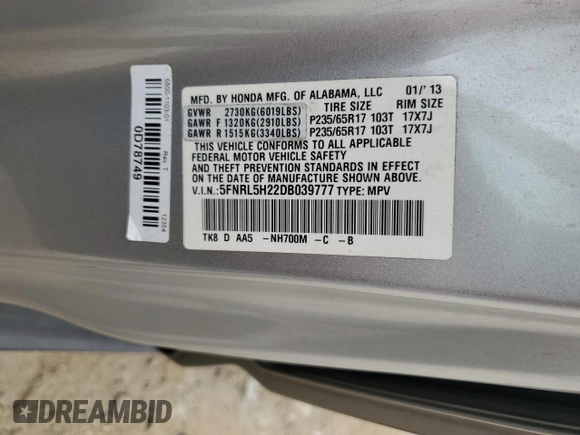 MFD. BY HONDA MFG. OF ALABAMA, LLC 01/'13
TIRE SIZE RIM SIZE
GVWR 2730KG(6019LBS)
GAWR F 1320KG(2910LBS) P235/65R17 103T 17X7J
GAWR R 1515KG(3340LBS) P235/65R17 103T 17X7J
THIS VEHICLE CONFORMS TO ALL APPLICABLE
FEDERAL MOTOR VEHICLE SAFETY
AND THEFT PREVENTION STANDARDS IN EFFECT
ON THE DATE OF MANUFACTURE SHOWN ABOVE.
V.I.N.: 5FNRL5H22DB039777 TYPE: MPV
TK8 D AA5 -NH700M -C -B
Rev. T
0D78749
12354
DREAMBID